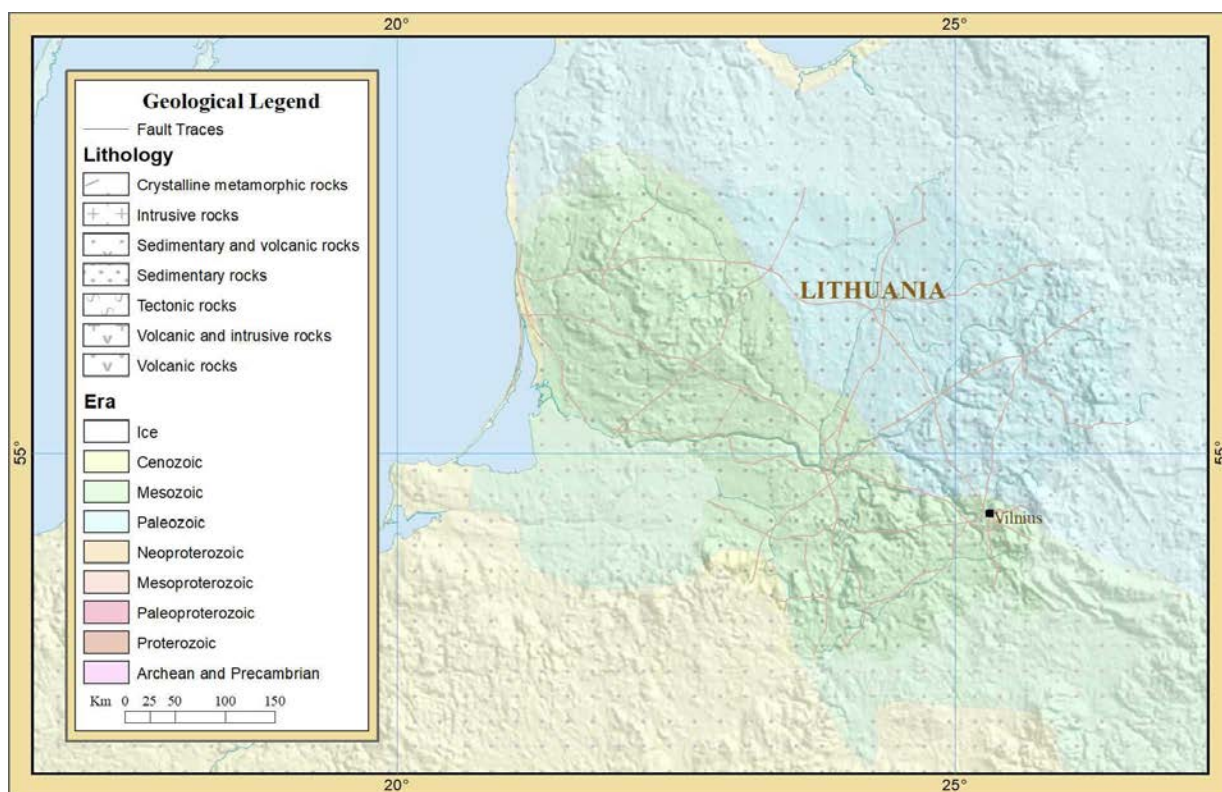 20°
25°
Geological Legend
Fault Traces
Lithology
Crystalline metamorphic rocks
Intrusive rocks
Sedimentary and volcanic rocks
Sedimentary rocks
Tectonic rocks
Volcanic and intrusive rocks
Volcanic rocks
Era
Ice
Cenozoic
Mesozoic
Paleozoic
Neoproterozoic
Mesoproterozoic
Paleoproterozoic
Proterozoic
Archean and Precambrian
Km 0 25 50 100 150
LITHUANIA
Vilnius
55°
55°
20°
25°